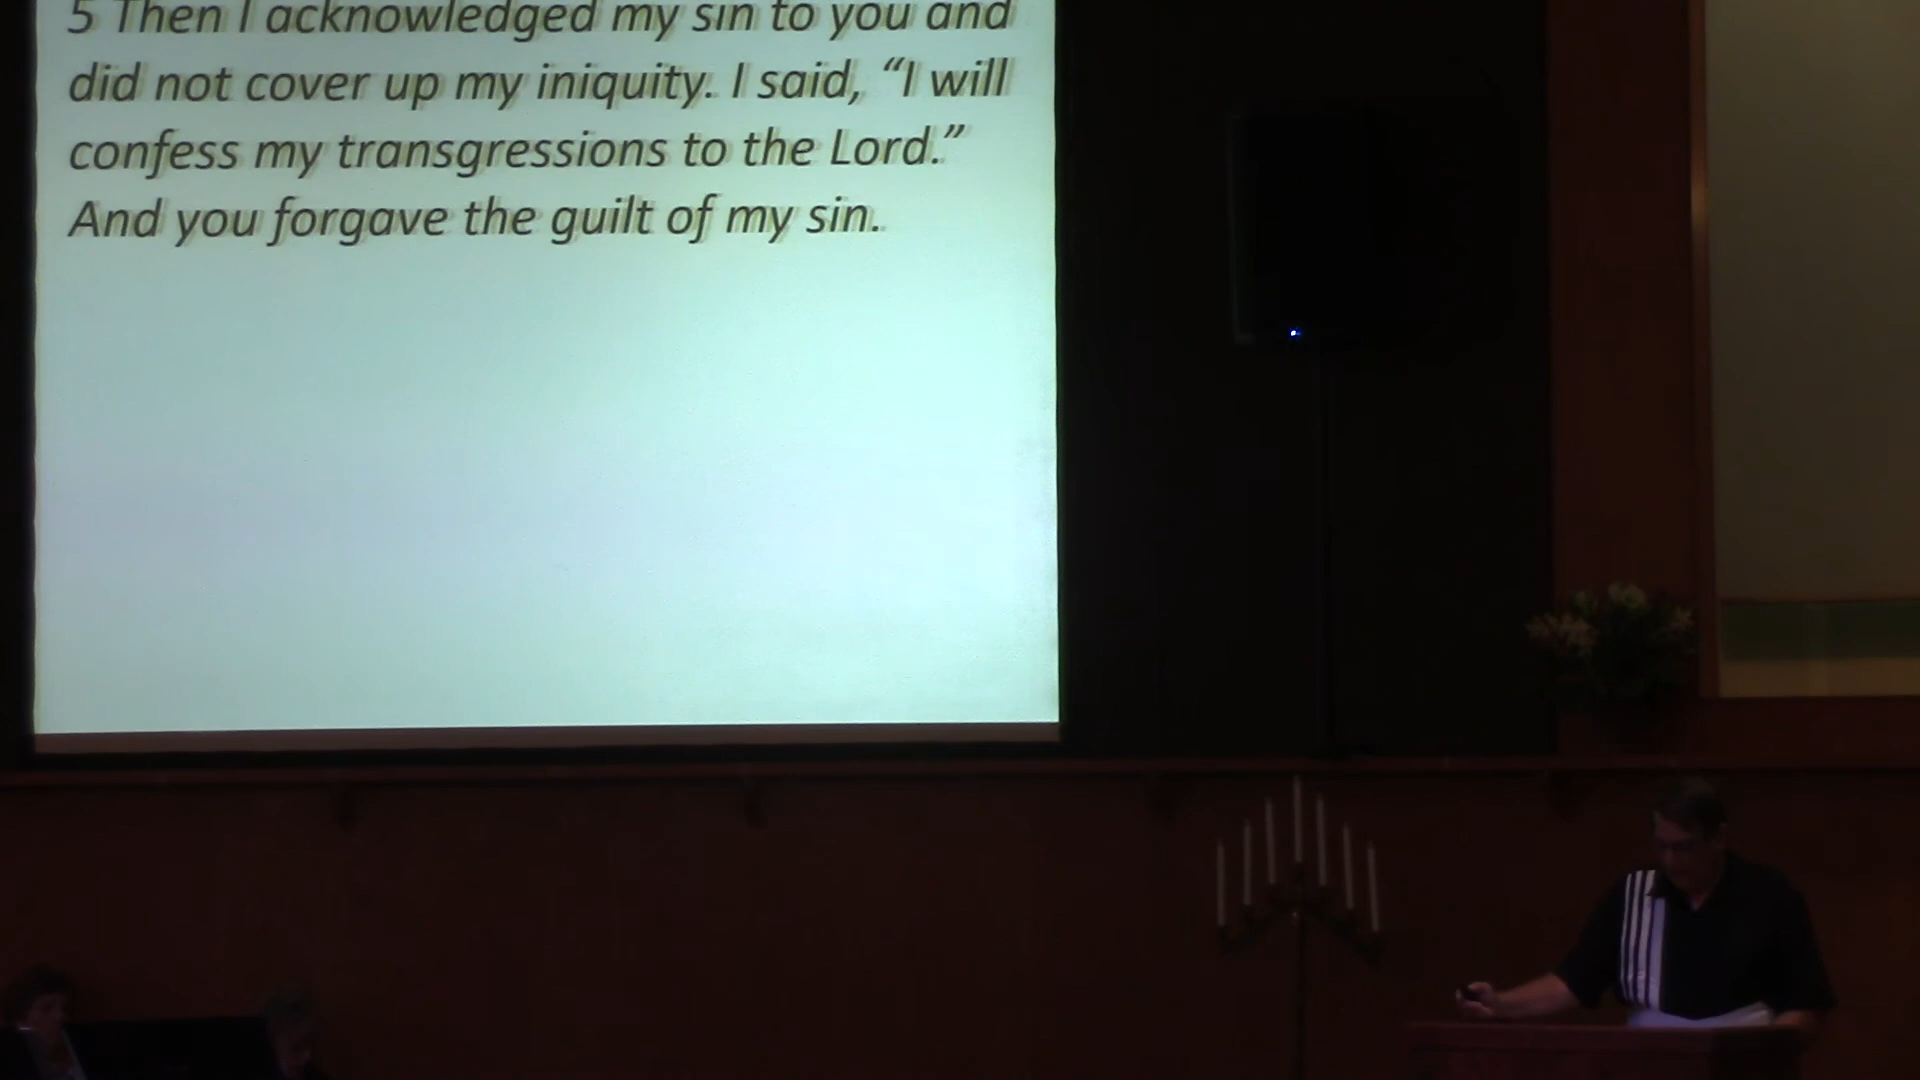 5 Then I acknowledged my sin to you and
did not cover up my iniquity. I said, “I will
confess my transgressions to the Lord.”
And you forgave the guilt of my sin.